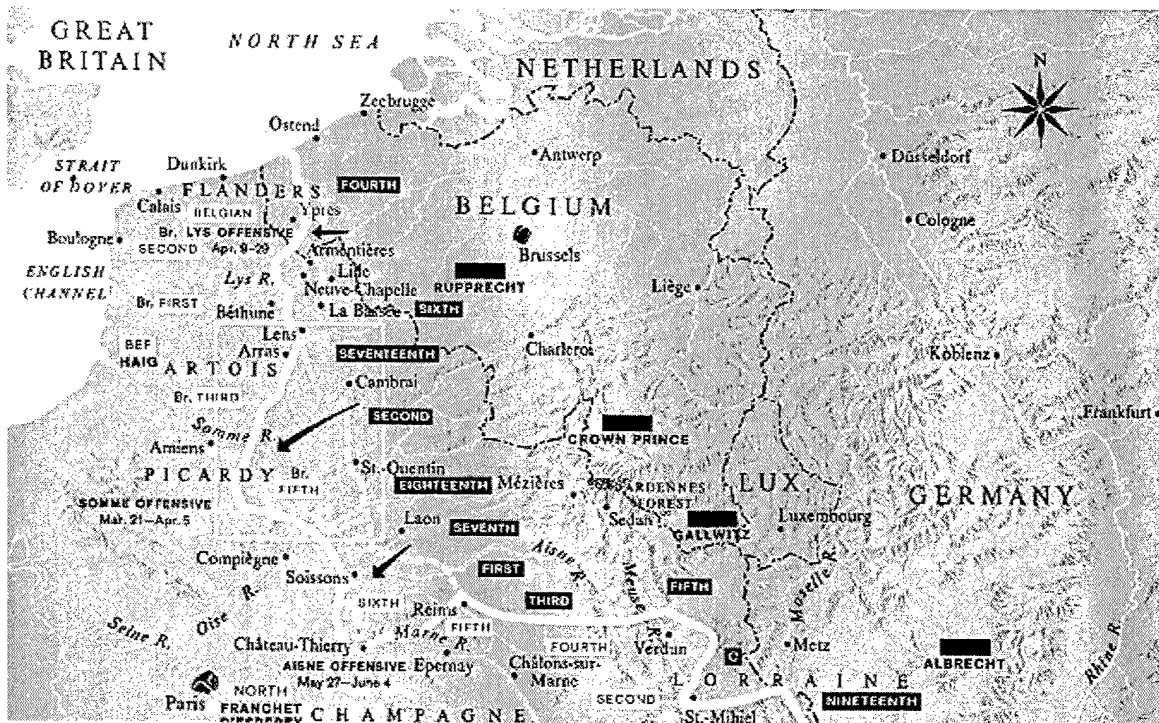 GREAT
BRITAIN
NORTH SEA
NETHERLANDS
N
Zeebrugge
Ostend
Antwerp
Düsseldorf
STRAIT
OF DOVER
Dunkirk
FLANDERS
FOURTH
Calais
BELGIAN
Ypres
BELGIUM
Cologne
Boulogne
Br. LYS OFFENSIVE
SECOND Apr. 9–29
Armentières
Brussels
ENGLISH
CHANNEL
Lys R.
Lille
RUPPRECHT
Liège
Neuve-Chapelle
Br. FIRST
Béthune
La Bassée
SIXTH
Lens
BEF
HAIG
Arras
ARTOIS
SEVENTEENTH
Charleroi
Koblenz
Cambrai
Br. THIRD
SECOND
Frankfurt
Somme R.
Amiens
CROWN PRINCE
PICARDY
Br.
FIFTH
St.-Quentin
EIGHTEENTH
Mézières
ARDENNES
FOREST
LUX.
GERMANY
SOMME OFFENSIVE
Mar. 21–Apr. 5
Sedan
Luxembourg
Laon
SEVENTH
GALLWITZ
Compiègne
Soissons
FIRST
Aisne R.
Meuse R.
FIFTH
Moselle R.
THIRD
SIXTH
Reims
FIFTH
Seine R.
Oise R.
Marne R.
Château-Thierry
FOURTH
Verdun
C
Metz
ALBRECHT
Rhine R.
AISNE OFFENSIVE
May 27–June 4
Epernay
Châlons-sur-
Marne
LORRAINE
Paris
NORTH
FRANCHET
D'ESPEREY
CHAMPAGNE
SECOND
St.-Mihiel
NINETEENTH